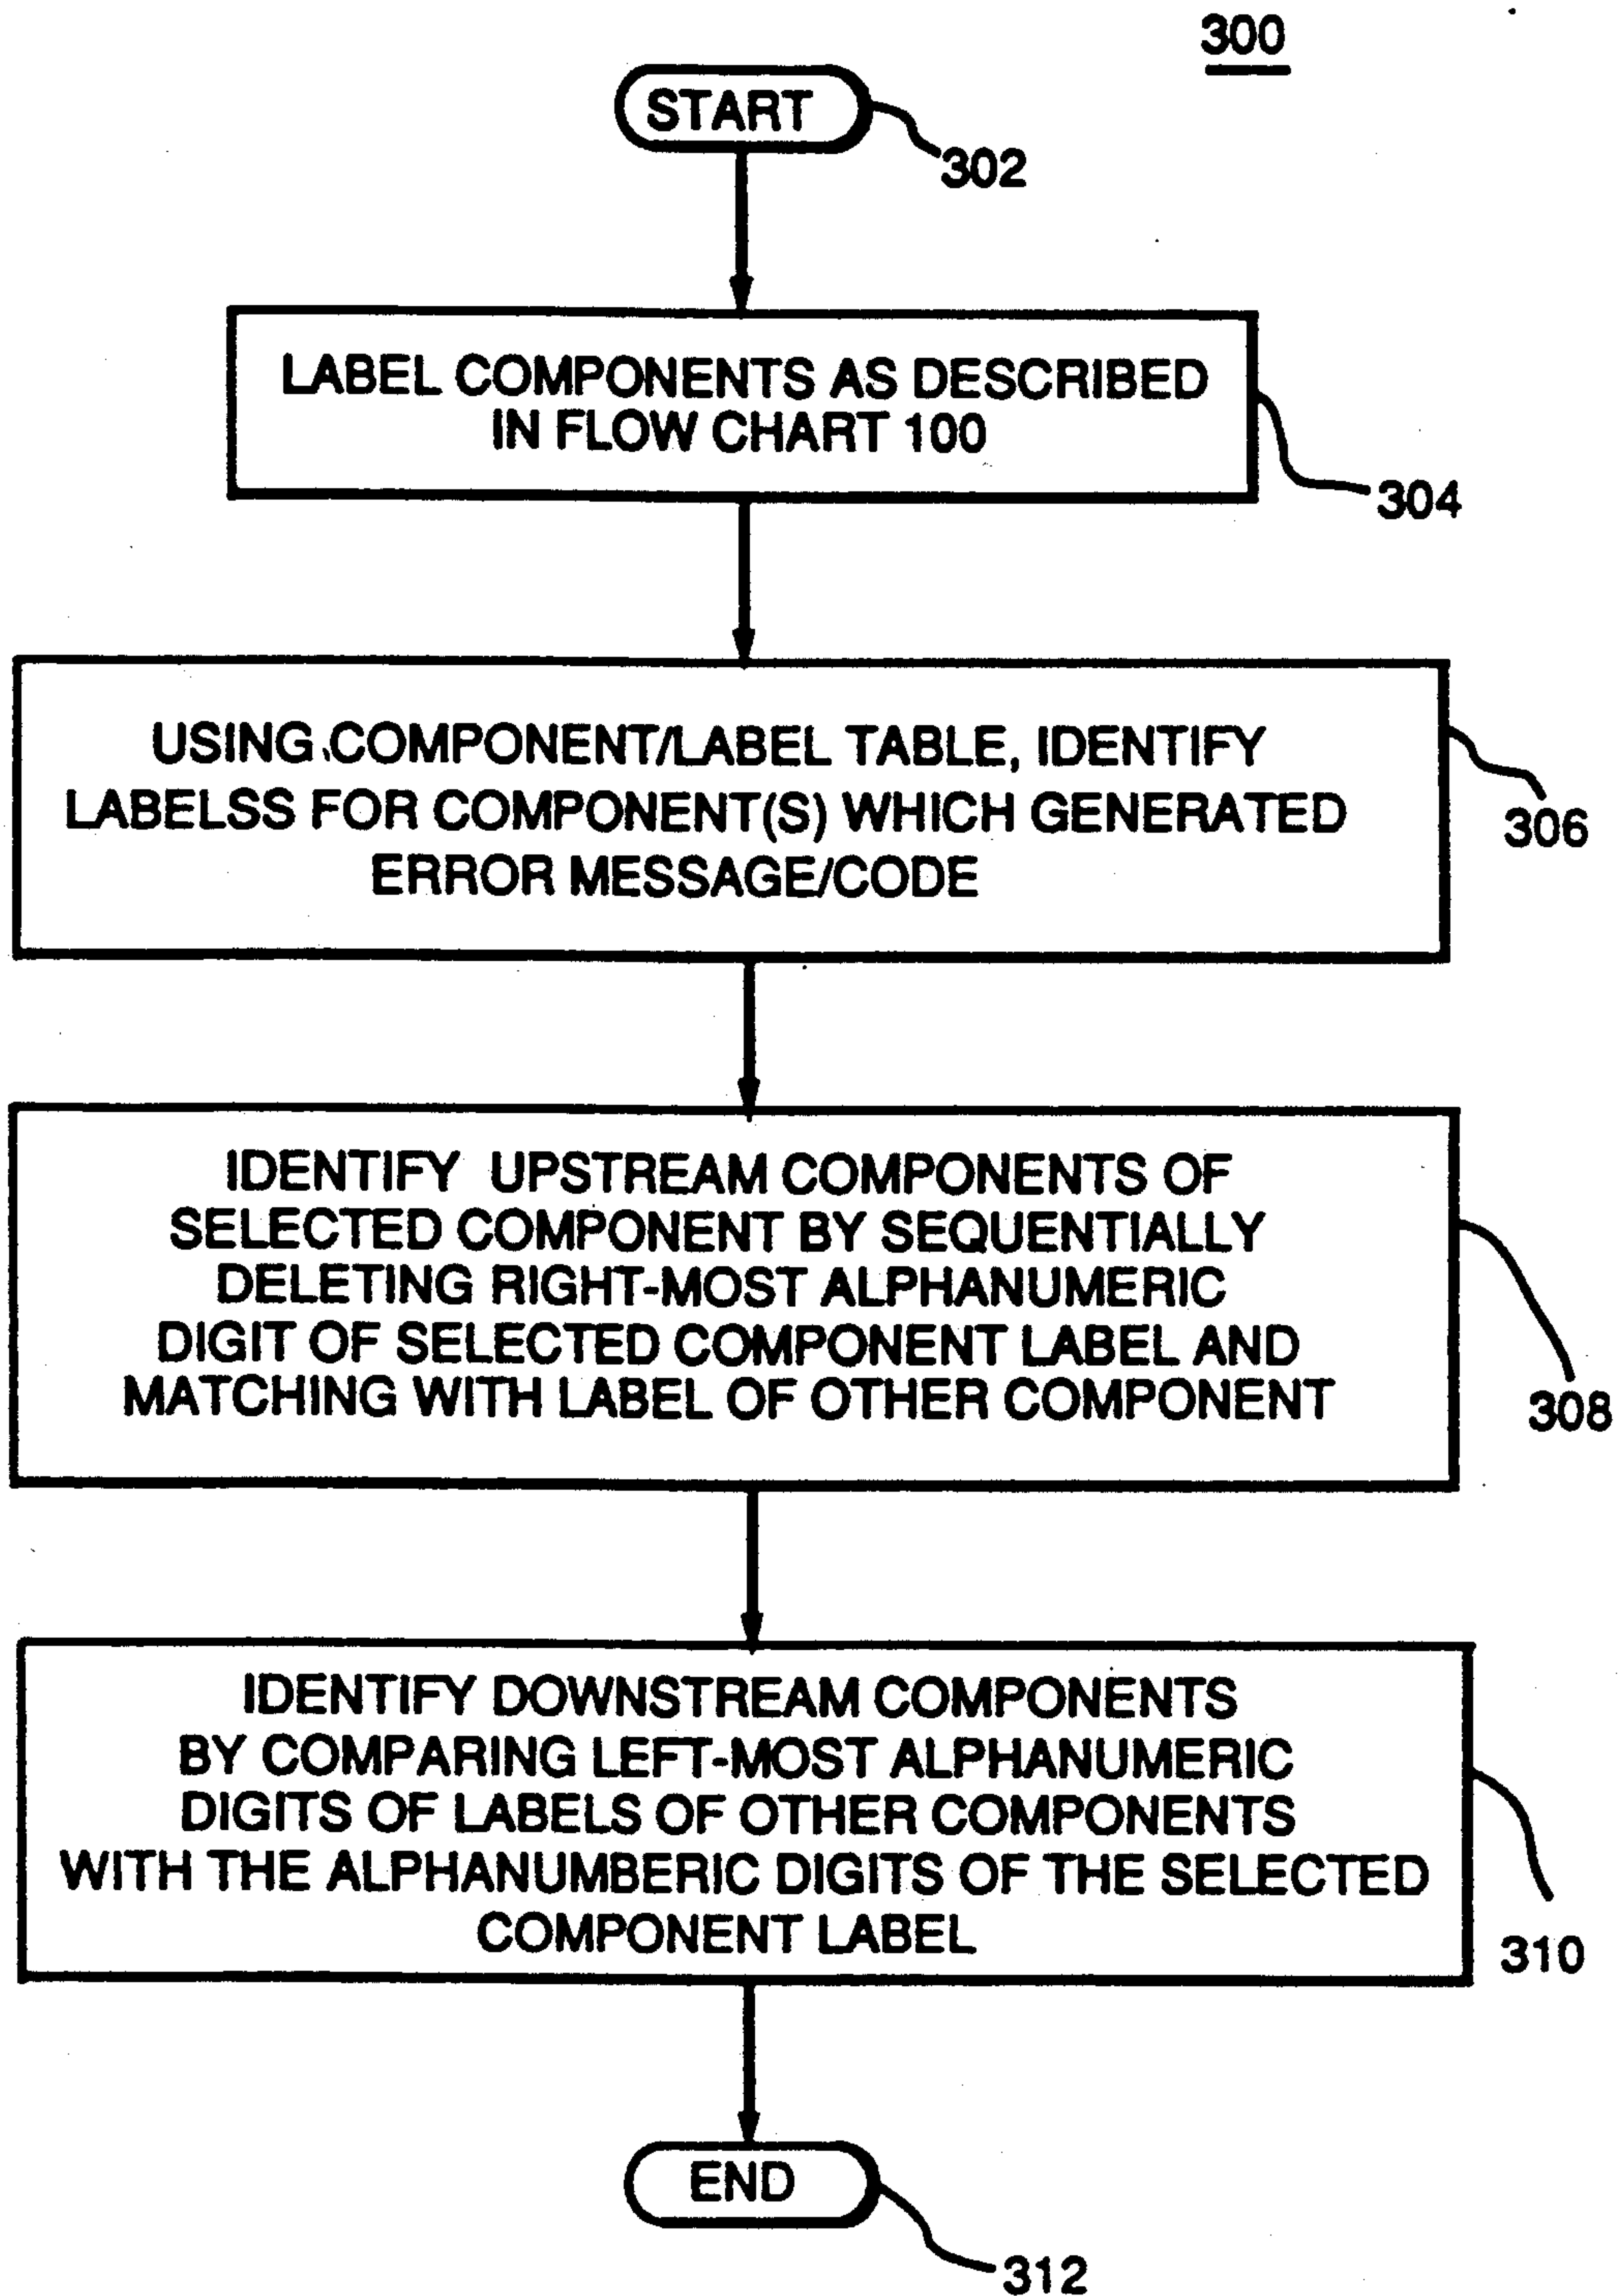 300
START
302
LABEL COMPONENTS AS DESCRIBED
IN FLOW CHART 100
304
USING COMPONENT/LABEL TABLE, IDENTIFY
LABELSS FOR COMPONENT(S) WHICH GENERATED
ERROR MESSAGE/CODE
306
IDENTIFY UPSTREAM COMPONENTS OF
SELECTED COMPONENT BY SEQUENTIALLY
DELETING RIGHT-MOST ALPHANUMERIC
DIGIT OF SELECTED COMPONENT LABEL AND
MATCHING WITH LABEL OF OTHER COMPONENT
308
IDENTIFY DOWNSTREAM COMPONENTS
BY COMPARING LEFT-MOST ALPHANUMERIC
DIGITS OF LABELS OF OTHER COMPONENTS
WITH THE ALPHANUMBERIC DIGITS OF THE SELECTED
COMPONENT LABEL
310
END
312